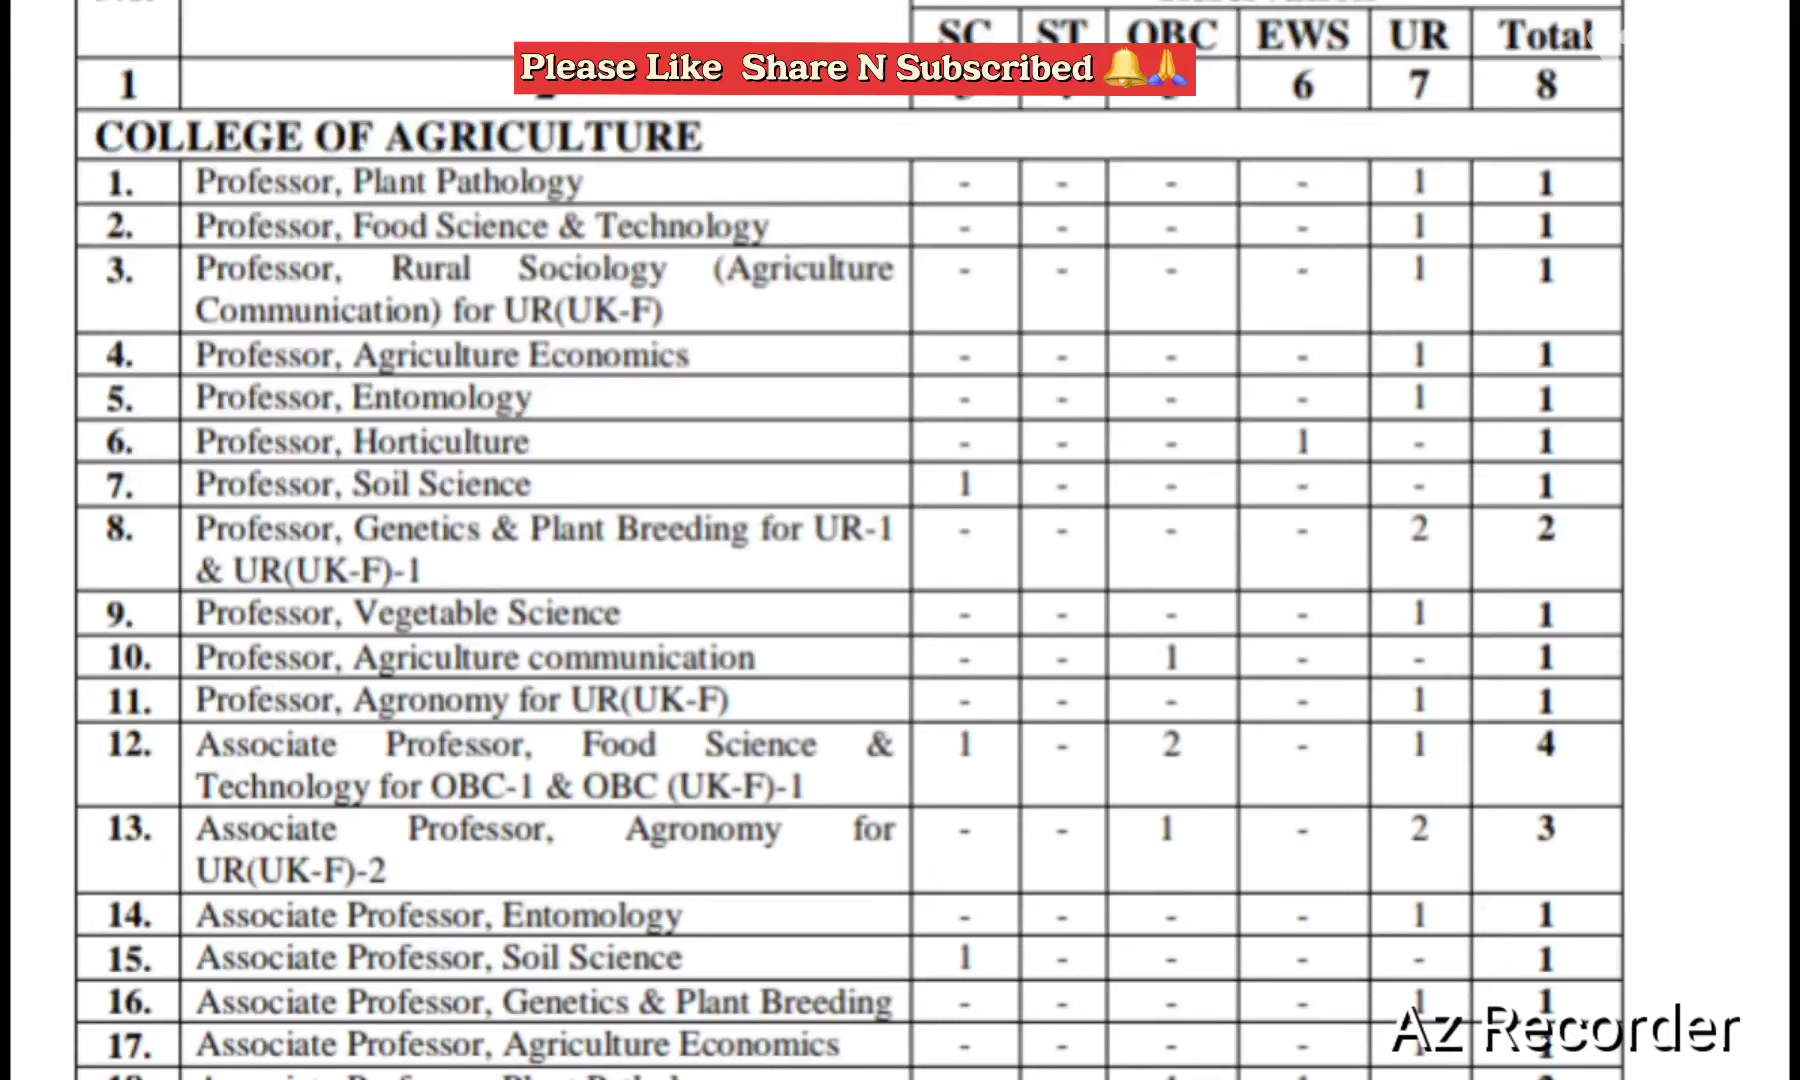 SC ST OBC EWS UR Total
Please Like Share N Subscribed
1 6 7 8
COLLEGE OF AGRICULTURE
1. Professor, Plant Pathology - - - - 1 1
2. Professor, Food Science & Technology - - - - 1 1
3. Professor, Rural Sociology (Agriculture - - - - 1 1
Communication) for UR(UK-F)
4. Professor, Agriculture Economics - - - - 1 1
5. Professor, Entomology - - - - 1 1
6. Professor, Horticulture - - - 1 - 1
7. Professor, Soil Science 1 - - - - 1
8. Professor, Genetics & Plant Breeding for UR-1 - - - - 2 2
& UR(UK-F)-1
9. Professor, Vegetable Science - - - - 1 1
10. Professor, Agriculture communication - - 1 - - 1
11. Professor, Agronomy for UR(UK-F) - - - - 1 1
12. Associate Professor, Food Science & 1 - 2 - 1 4
Technology for OBC-1 & OBC (UK-F)-1
13. Associate Professor, Agronomy for - - 1 - 2 3
UR(UK-F)-2
14. Associate Professor, Entomology - - - - 1 1
15. Associate Professor, Soil Science 1 - - - - 1
16. Associate Professor, Genetics & Plant Breeding - - - - 1 1
17. Associate Professor, Agriculture Economics - - - -
Az Recorder